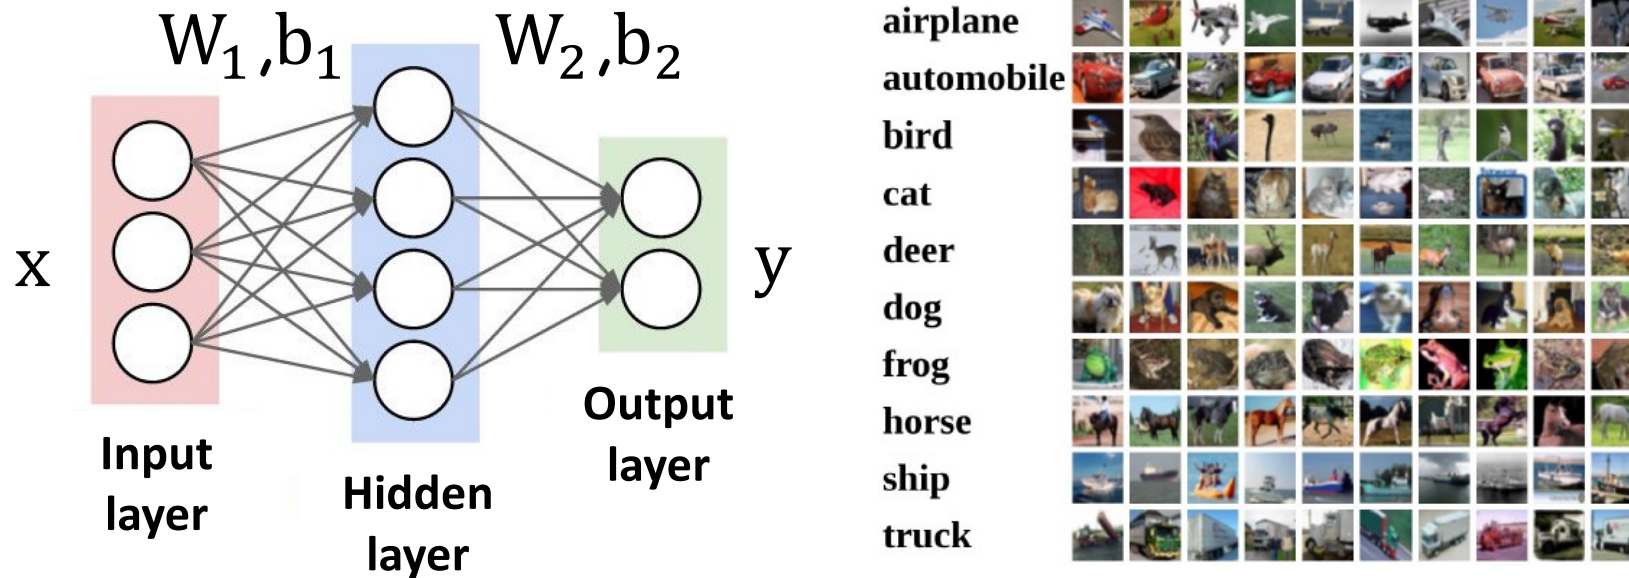 W₁,b₁
W₂,b₂
x
y
Input
layer
Hidden
layer
Output
layer
airplane
automobile
bird
cat
deer
dog
frog
horse
ship
truck